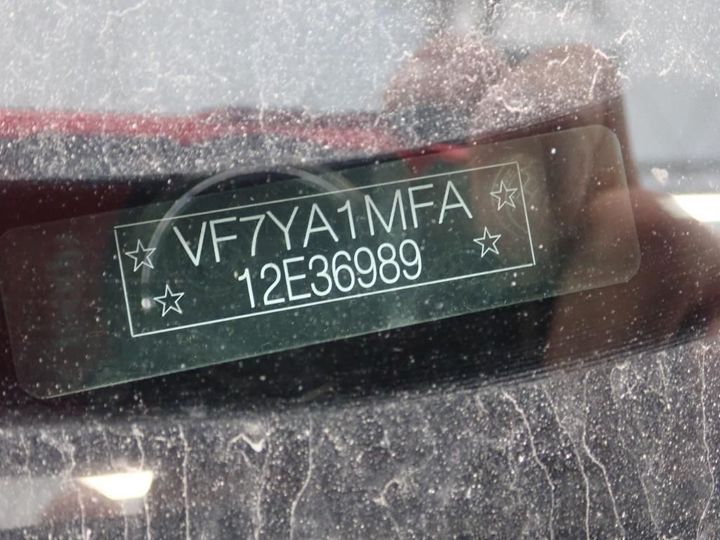 ☆ VF7YA1MFA ☆
☆ 12E36989 ☆